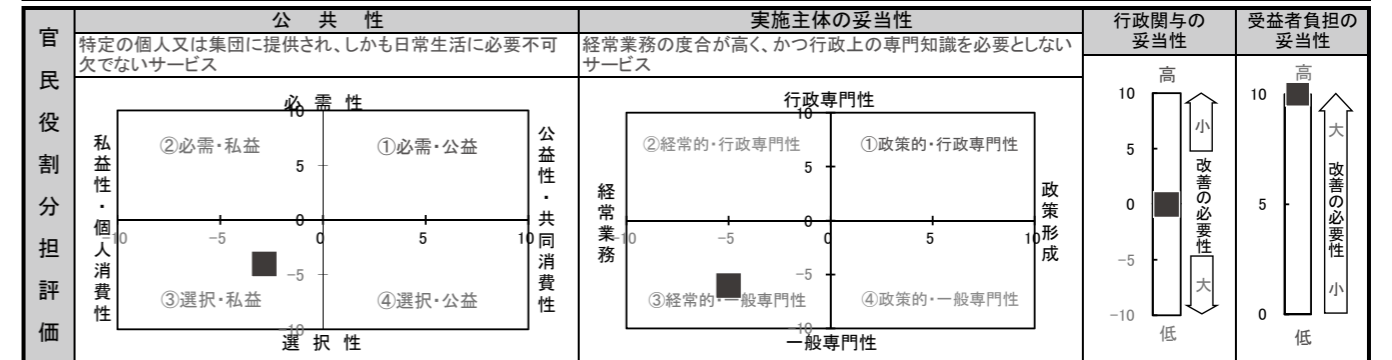 官民役割分担評価
公共性
特定の個人又は集団に提供され、しかも日常生活に必要不可
欠でないサービス
必需性
私益性・個人消費性
公益性・共同消費性
②必需・私益
①必需・公益
③選択・私益
④選択・公益
10
5
0
-5
-10
-10
-5
0
5
10
選択性
実施主体の妥当性
経常業務の度合が高く、かつ行政上の専門知識を必要としない
サービス
行政専門性
経常業務
政策形成
②経常的・行政専門性
①政策的・行政専門性
③経常的・一般専門性
④政策的・一般専門性
10
5
0
-5
-10
-10
-5
0
5
10
一般専門性
行政関与の
妥当性
高
10
5
0
-5
-10
小
改善の必要性
大
低
受益者負担の
妥当性
高
10
5
0
大
改善の必要性
小
低